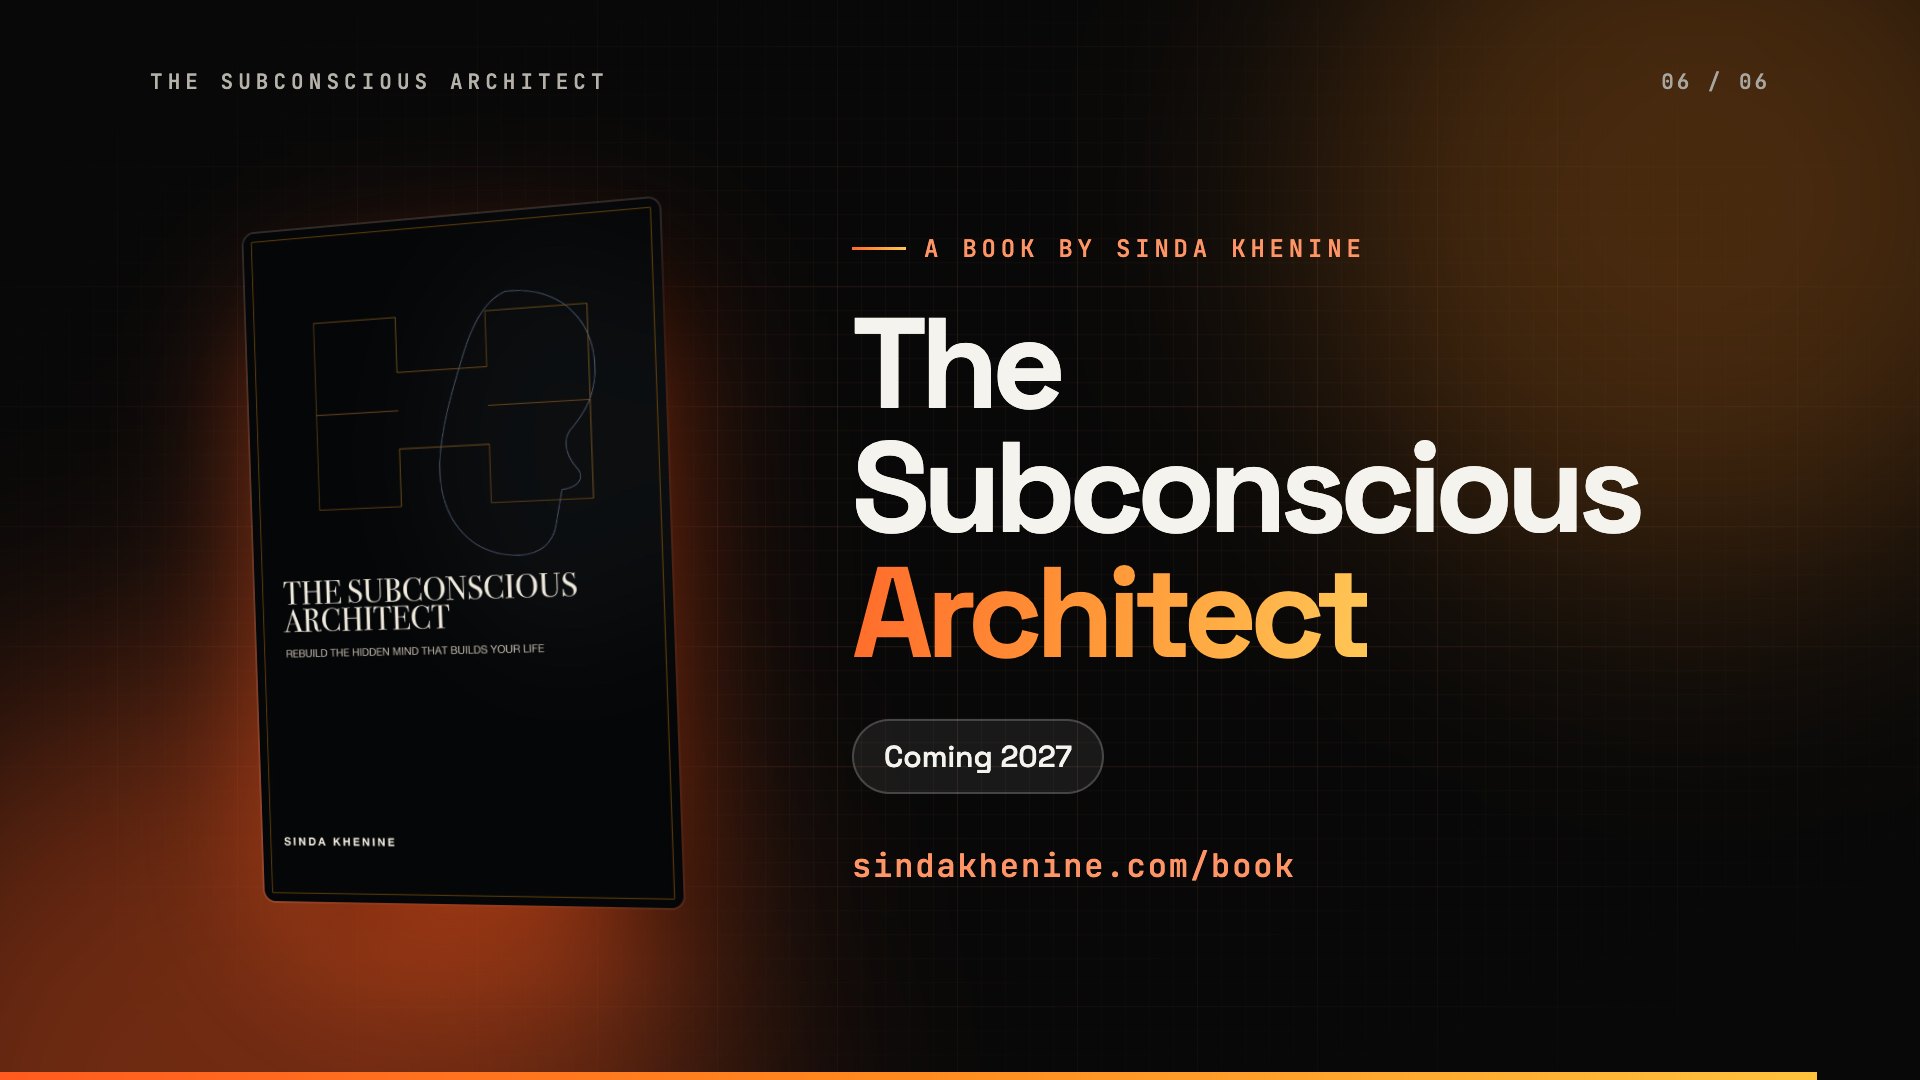 THE SUBCONSCIOUS ARCHITECT
06 / 06
THE SUBCONSCIOUS
ARCHITECT
REBUILD THE HIDDEN MIND THAT BUILDS YOUR LIFE
SINDA KHENINE
A BOOK BY SINDA KHENINE
The
Subconscious
Architect
Coming 2027
sindakhenine.com/book